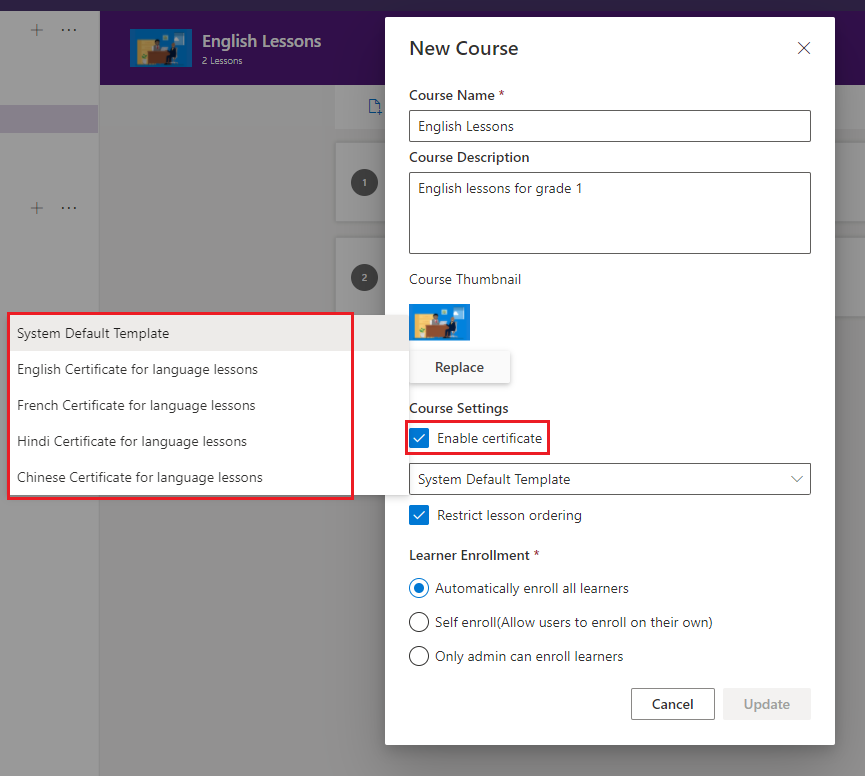 English Lessons
2 Lessons
1
2
New Course
Course Name *
English Lessons
Course Description
English lessons for grade 1
Course Thumbnail
Replace
Course Settings
Enable certificate
System Default Template
System Default Template
English Certificate for language lessons
French Certificate for language lessons
Hindi Certificate for language lessons
Chinese Certificate for language lessons
Restrict lesson ordering
Learner Enrollment *
Automatically enroll all learners
Self enroll(Allow users to enroll on their own)
Only admin can enroll learners
Cancel
Update